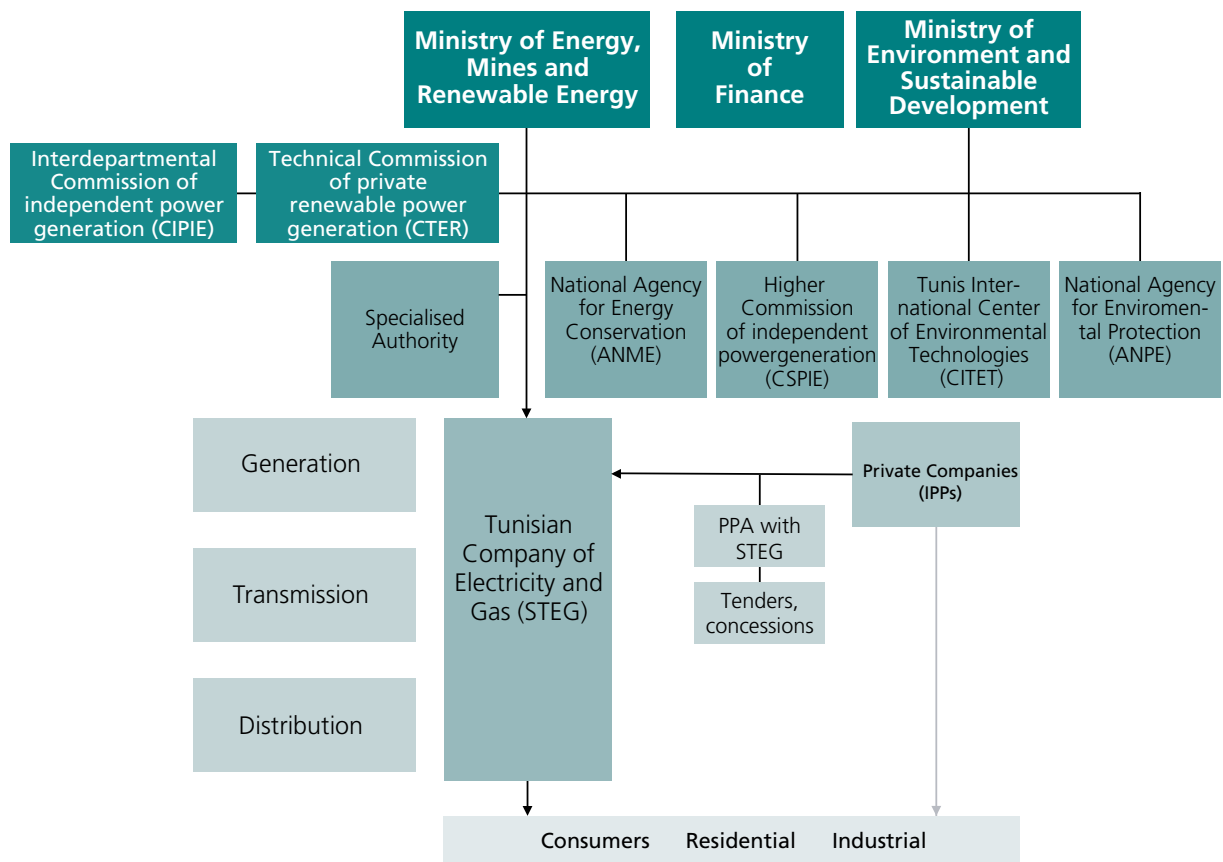 Ministry of Energy,
Mines and
Renewable Energy
Ministry
of
Finance
Ministry of
Environment and
Sustainable
Development
Interdepartmental
Commission of
independent power
generation (CIPIE)
Technical Commission
of private
renewable power
generation (CTER)
Specialised
Authority
National Agency
for Energy
Conservation
(ANME)
Higher
Commission
of independent
powergeneration
(CSPIE)
Tunis Inter-
national Center
of Environmental
Technologies
(CITET)
National Agency
for Enviromen-
tal Protection
(ANPE)
Generation
Transmission
Distribution
Tunisian
Company of
Electricity and
Gas (STEG)
PPA with
STEG
Tenders,
concessions
Private Companies
(IPPs)
Consumers Residential Industrial